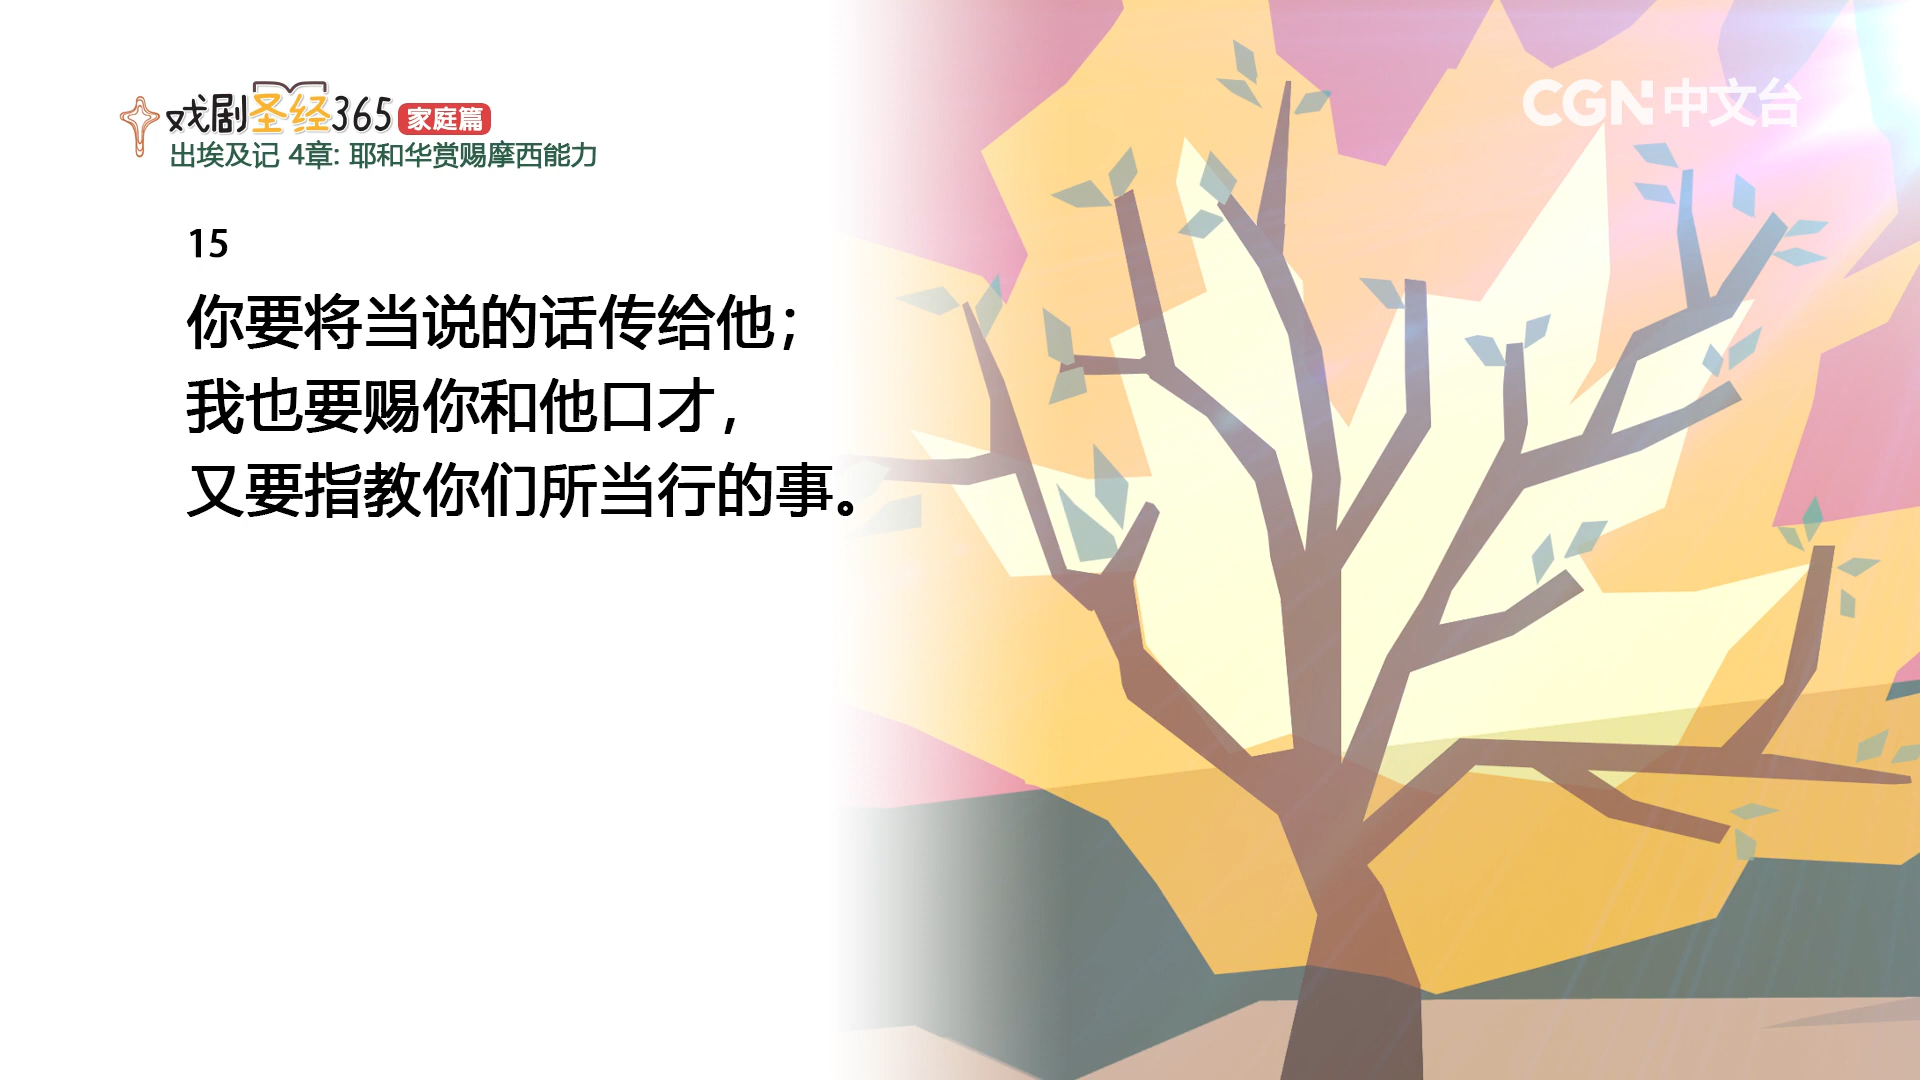 戏剧圣经365 家庭篇
出埃及记 4章: 耶和华赏赐摩西能力
CGN 中文台
15
你要将当说的话传给他；
我也要赐你和他口才，
又要指教你们所当行的事。